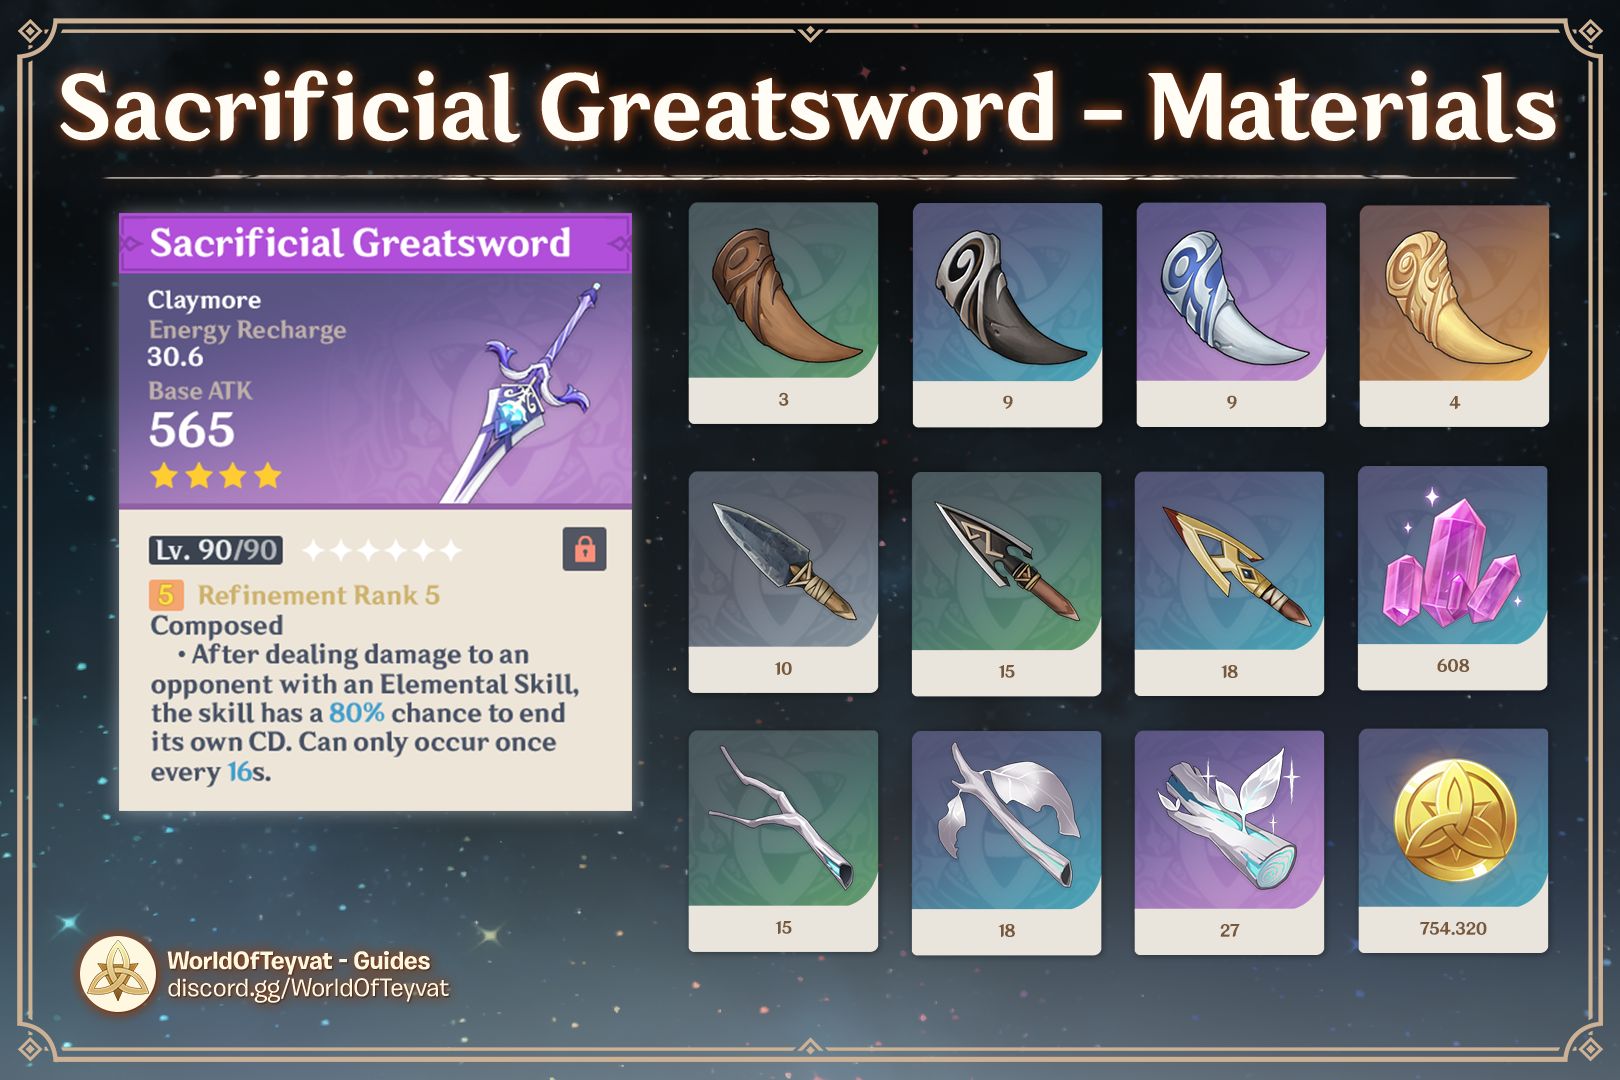 Sacrificial Greatsword - Materials
Sacrificial Greatsword
Claymore
Energy Recharge
30.6
Base ATK
565
Lv. 90/90
5 Refinement Rank 5
Composed
• After dealing damage to an
opponent with an Elemental Skill,
the skill has a 80% chance to end
its own CD. Can only occur once
every 16s.
3
9
9
4
10
15
18
608
15
18
27
754.320
WorldOfTeyvat - Guides
discord.gg/WorldOfTeyvat